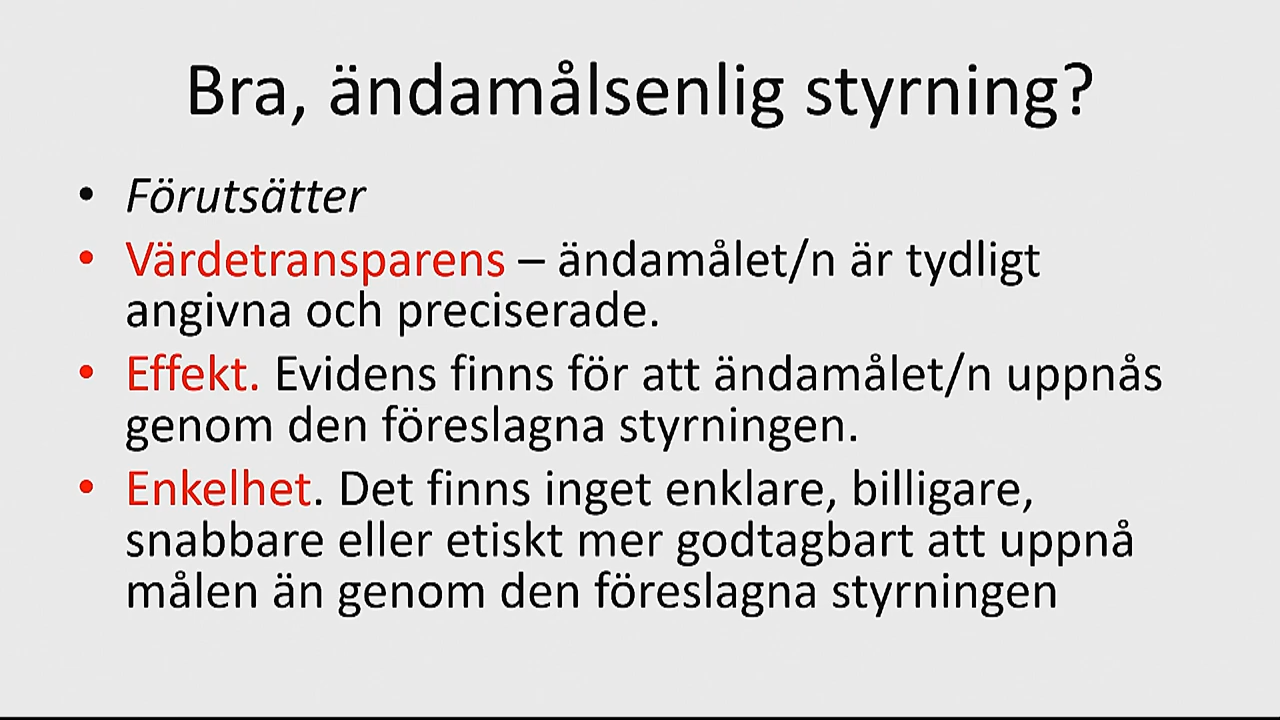 Bra, ändamålsenlig styrning?
• Förutsätter
• Värdetransparens – ändamålet/n är tydligt
angivna och preciserade.
• Effekt. Evidens finns för att ändamålet/n uppnås
genom den föreslagna styrningen.
• Enkelhet. Det finns inget enklare, billigare,
snabbare eller etiskt mer godtagbart att uppnå
målen än genom den föreslagna styrningen